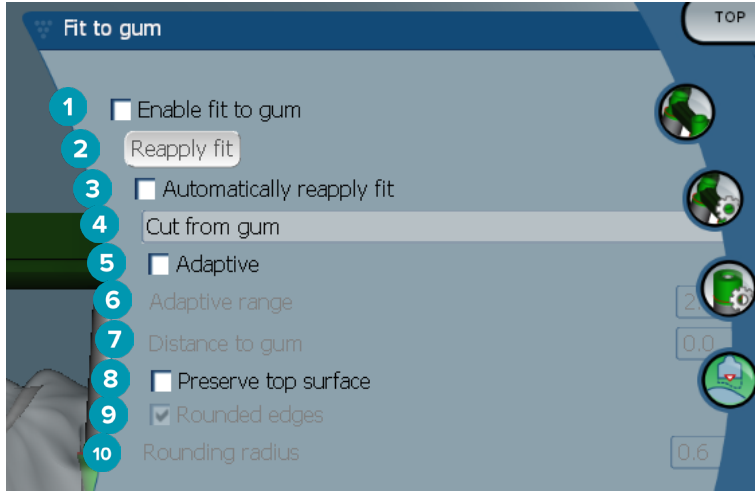 TOP
Fit to gum
1 Enable fit to gum
2 Reapply fit
3 Automatically reapply fit
4 Cut from gum
5 Adaptive
6 Adaptive range 2.
7 Distance to gum 0.0
8 Preserve top surface
9 Rounded edges
10 Rounding radius 0.6